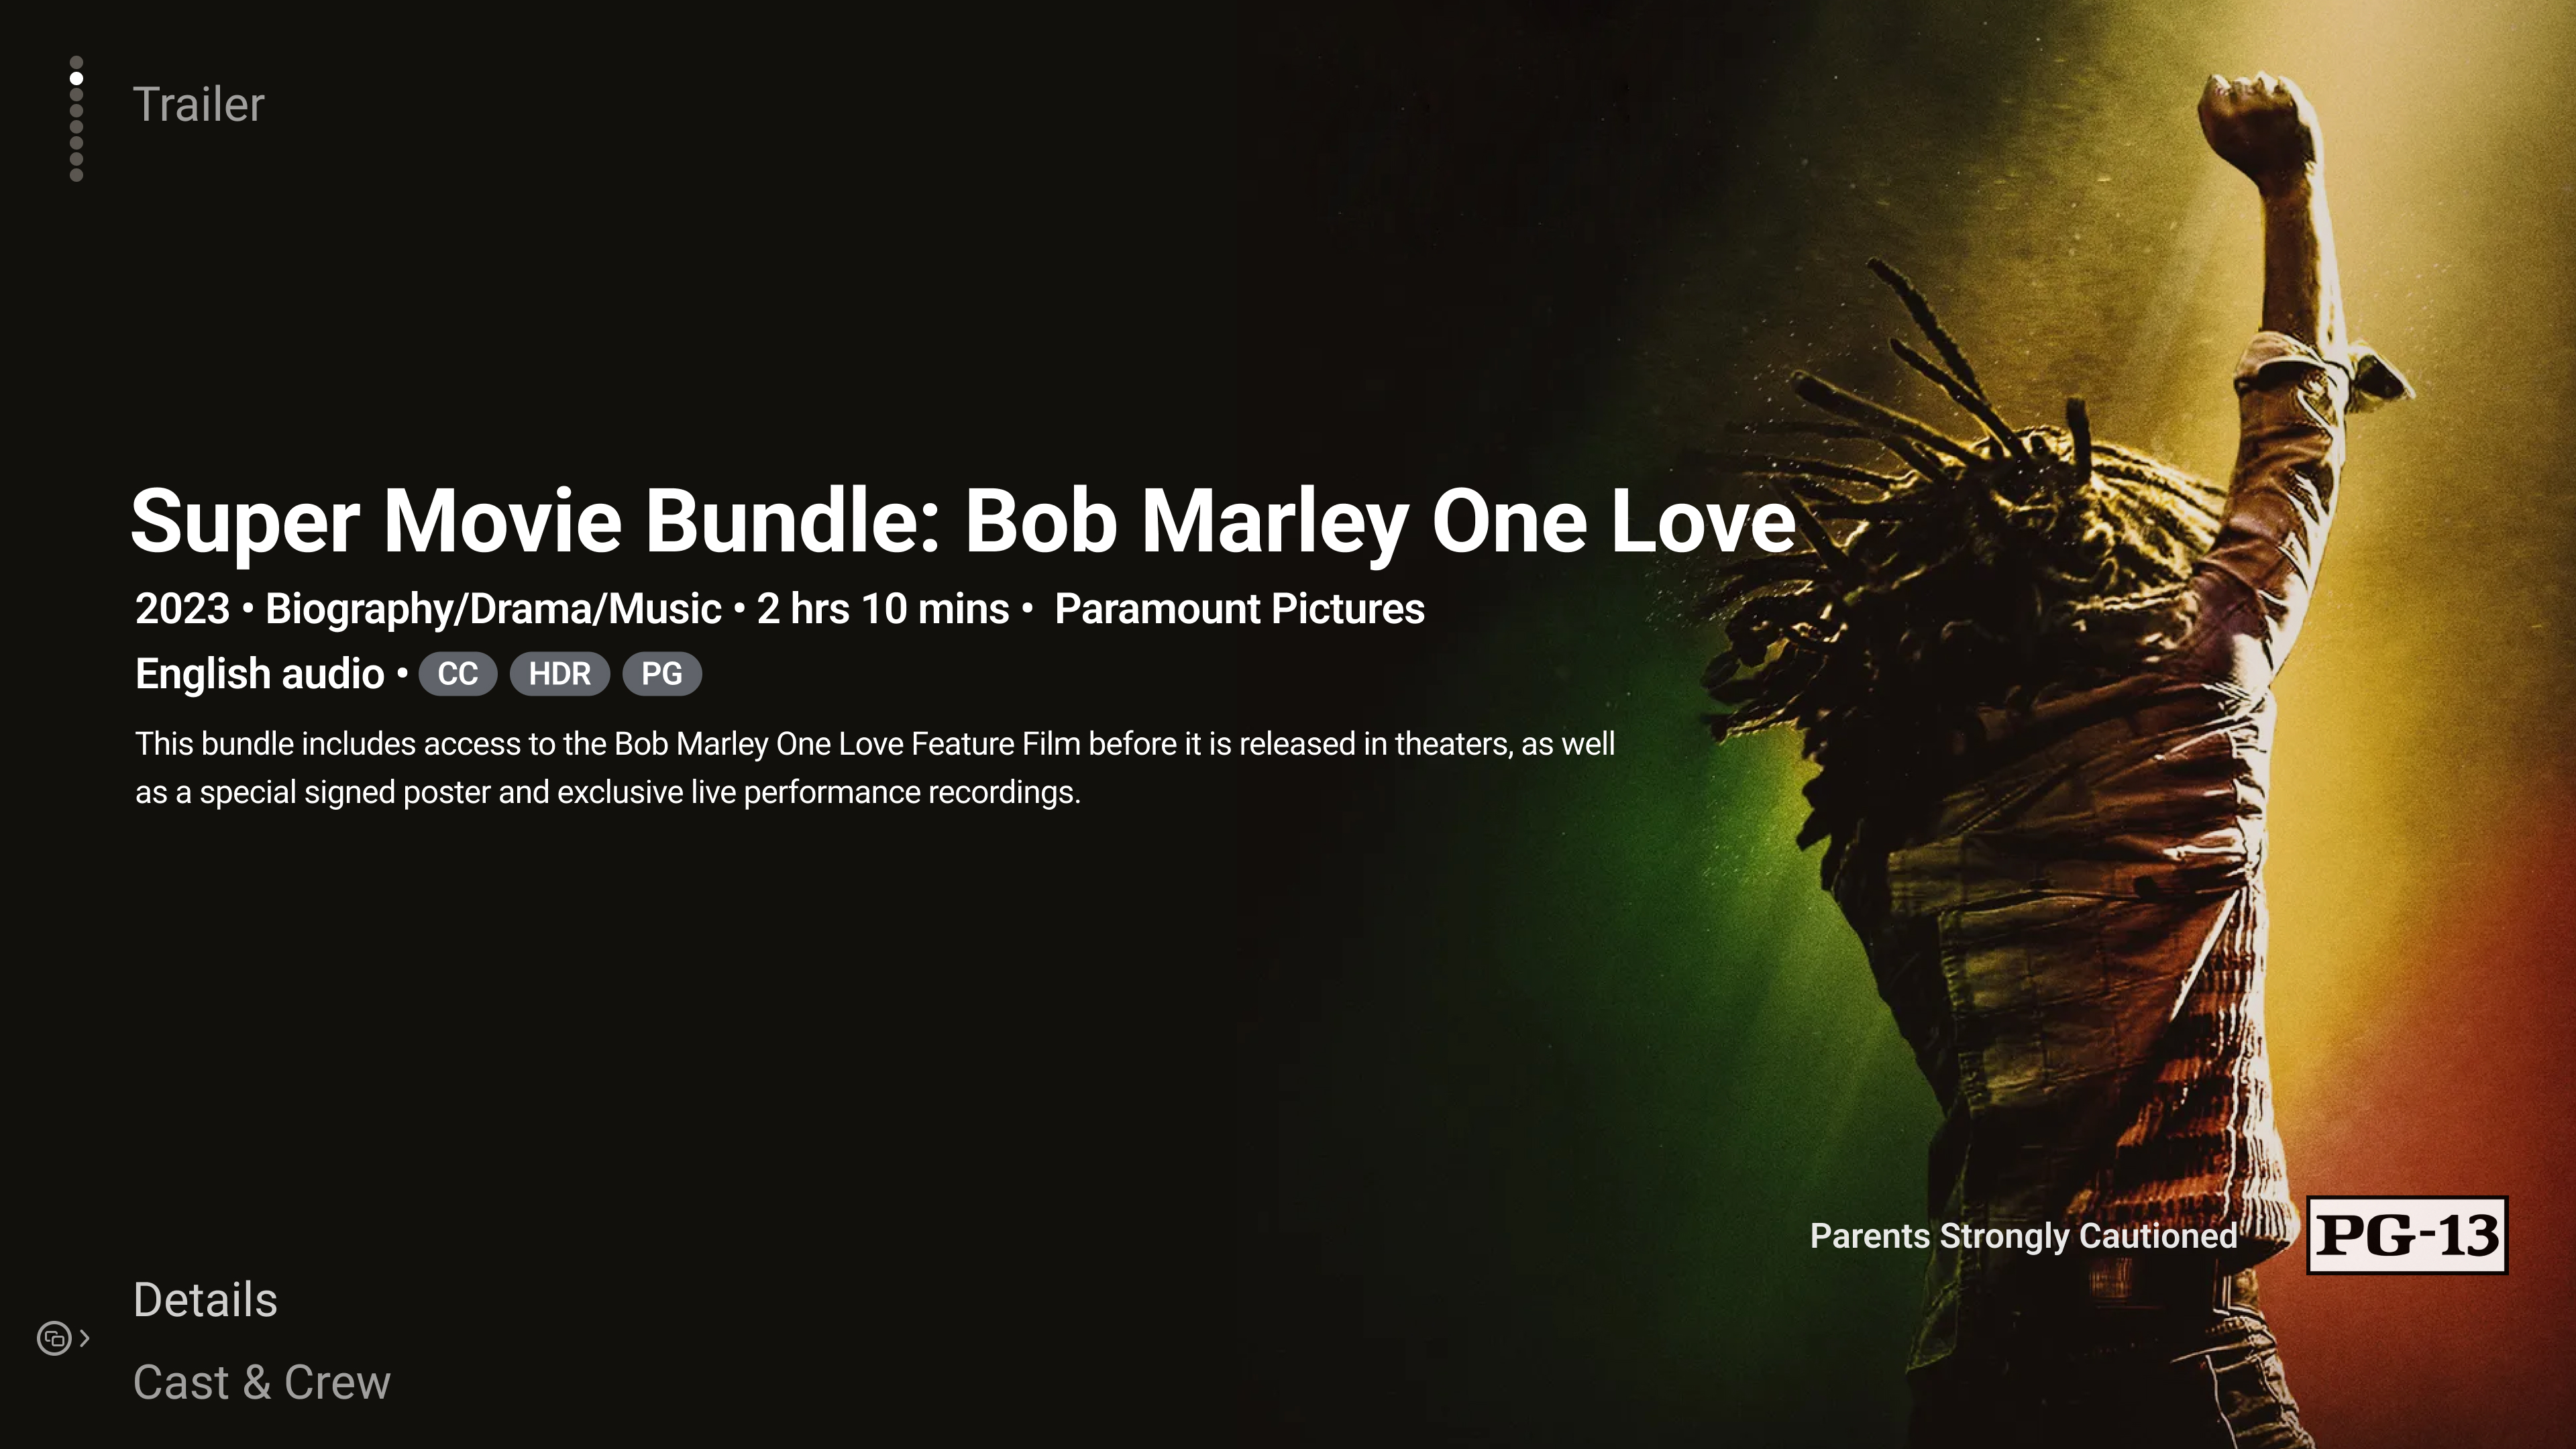 Trailer
Super Movie Bundle: Bob Marley One Love
2023 • Biography/Drama/Music • 2 hrs 10 mins • Paramount Pictures
English audio • CC HDR PG
This bundle includes access to the Bob Marley One Love Feature Film before it is released in theaters, as well
as a special signed poster and exclusive live performance recordings.
Parents Strongly Cautioned PG-13
Details
Cast & Crew